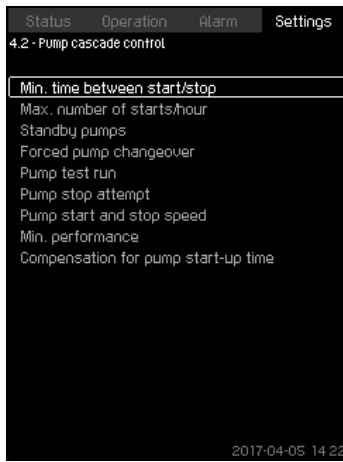 Status Operation Alarm Settings
4.2 - Pump cascade control
Min. time between start/stop
Max. number of starts/hour
Standby pumps
Forced pump changeover
Pump test run
Pump stop attempt
Pump start and stop speed
Min. performance
Compensation for pump start-up time
2017-04-05 14:22